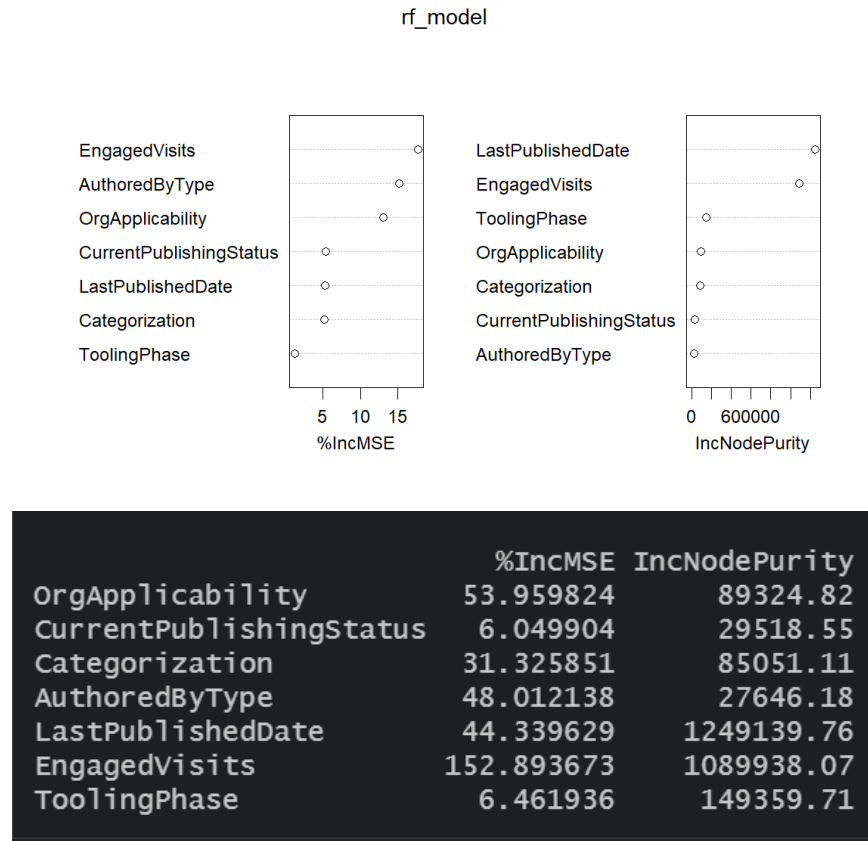 rf_model
EngagedVisits
AuthoredByType
OrgApplicability
CurrentPublishingStatus
LastPublishedDate
Categorization
ToolingPhase
5 10 15
%IncMSE
LastPublishedDate
EngagedVisits
ToolingPhase
OrgApplicability
Categorization
CurrentPublishingStatus
AuthoredByType
0 600000
IncNodePurity
%IncMSE IncNodePurity
OrgApplicability 53.959824 89324.82
CurrentPublishingStatus 6.049904 29518.55
Categorization 31.325851 85051.11
AuthoredByType 48.012138 27646.18
LastPublishedDate 44.339629 1249139.76
EngagedVisits 152.893673 1089938.07
ToolingPhase 6.461936 149359.71